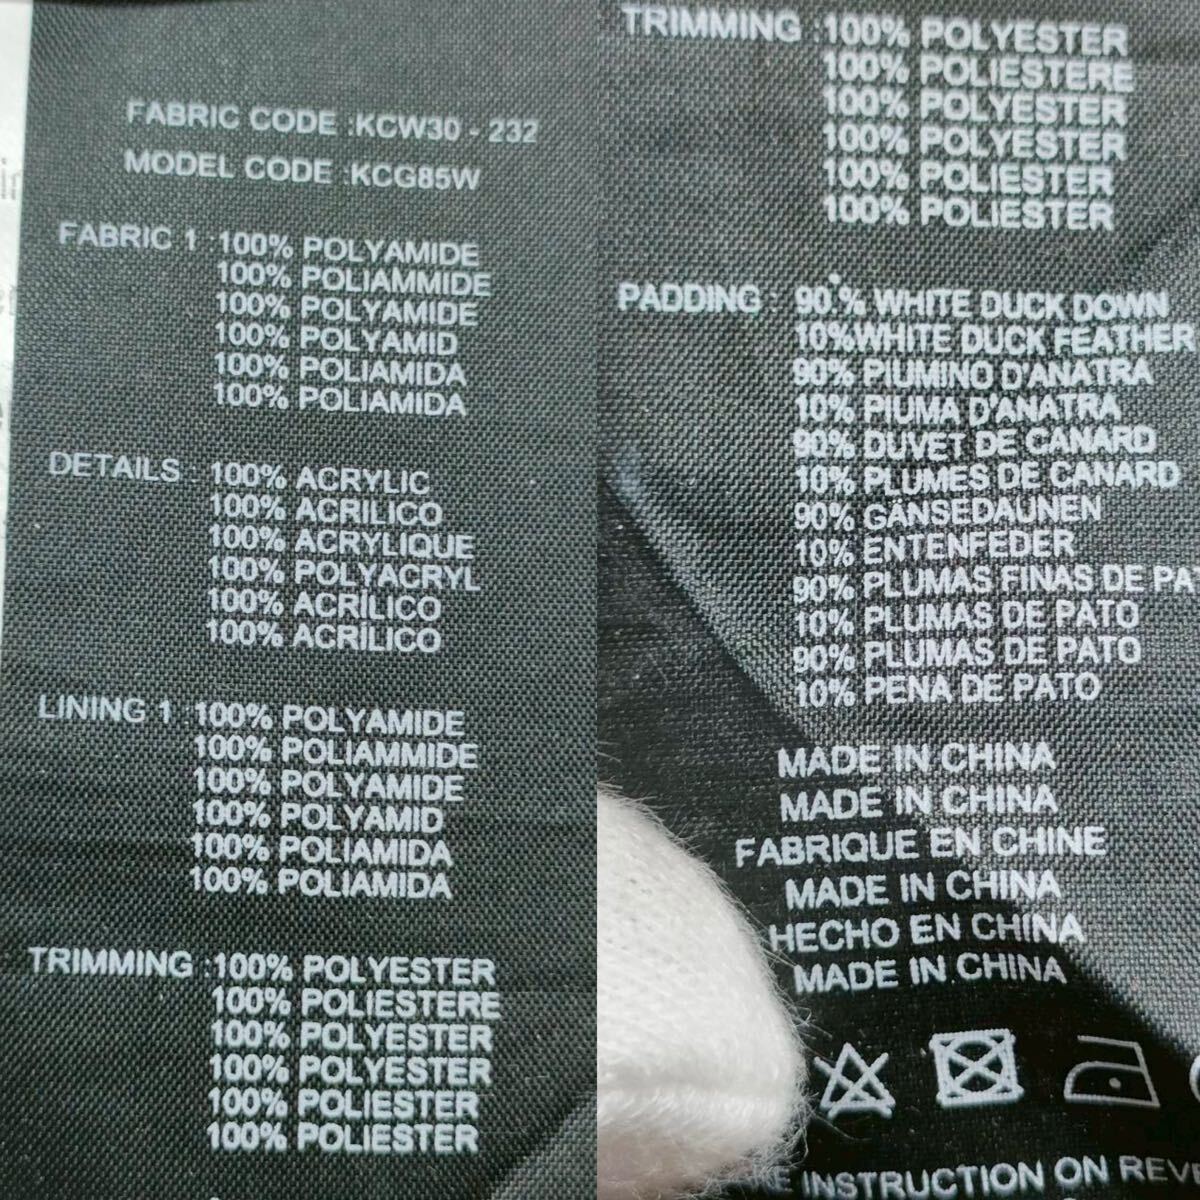 FABRIC CODE :KCW30 - 232
MODEL CODE :KCG85W
FABRIC 1 :100% POLYAMIDE
100% POLIAMMIDE
100% POLYAMIDE
100% POLYAMID
100% POLIAMIDA
100% POLIAMIDA
DETAILS : 100% ACRYLIC
100% ACRILICO
100% ACRYLIQUE
100% POLYACRYL
100% ACRÍLICO
100% ACRÍLICO
LINING 1 :100% POLYAMIDE
100% POLIAMMIDE
100% POLYAMIDE
100% POLYAMID
100% POLIAMIDA
100% POLIAMIDA
TRIMMING :100% POLYESTER
100% POLIESTERE
100% POLYESTER
100% POLYESTER
100% POLIESTER
100% POLIESTER
TRIMMING :100% POLYESTER
100% POLIESTERE
100% POLYESTER
100% POLYESTER
100% POLIESTER
100% POLIESTER
PADDING : 90% WHITE DUCK DOWN
10%WHITE DUCK FEATHER
90% PIUMINO D'ANATRA
10% PIUMA D'ANATRA
90% DUVET DE CANARD
10% PLUMES DE CANARD
90% GÄNSEDAUNEN
10% ENTENFEDER
90% PLUMAS FINAS DE PA
10% PLUMAS DE PATO
90% PLUMAS DE PATO
10% PENA DE PATO
MADE IN CHINA
MADE IN CHINA
FABRIQUE EN CHINE
MADE IN CHINA
HECHO EN CHINA
MADE IN CHINA
INSTRUCTION ON REV